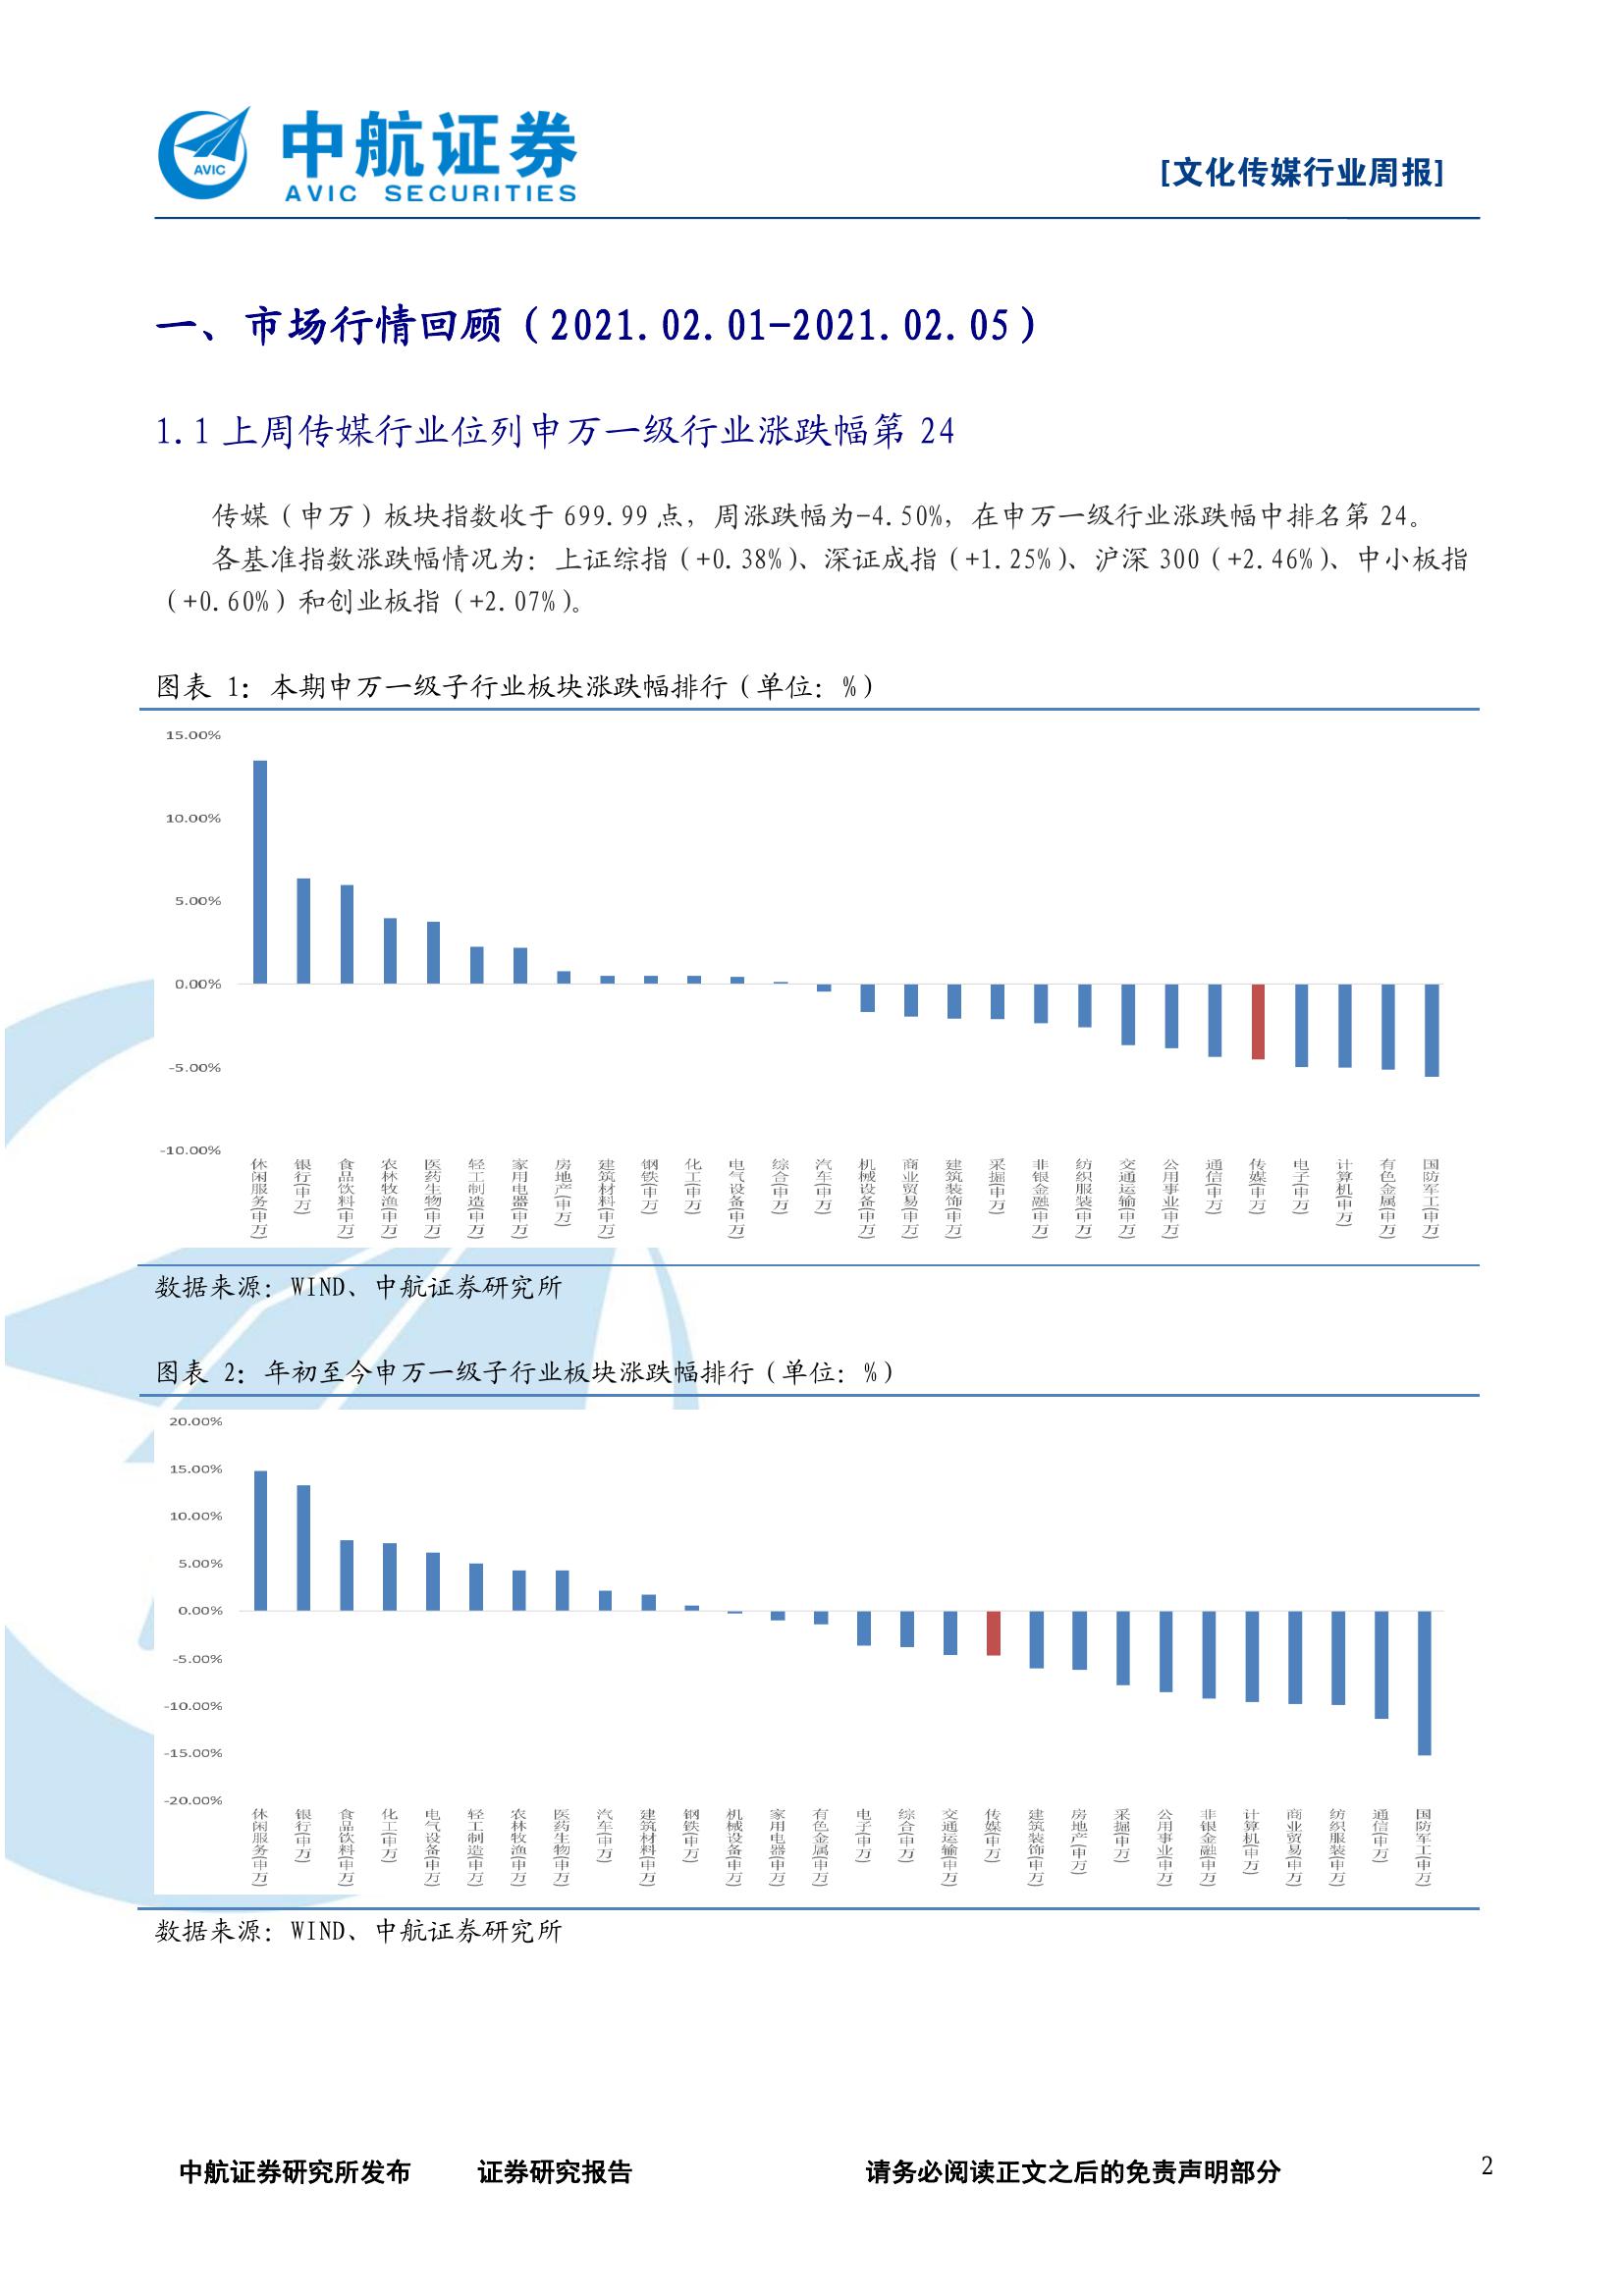 中航证券
AVIC SECURITIES
AVIC
[文化传媒行业周报]
一、市场行情回顾（2021.02.01-2021.02.05）
1.1 上周传媒行业位列申万一级行业涨跌幅第 24
传媒（申万）板块指数收于 699.99 点，周涨跌幅为-4.50%，在申万一级行业涨跌幅中排名第 24。
各基准指数涨跌幅情况为：上证综指（+0.38%）、深证成指（+1.25%）、沪深 300（+2.46%）、中小板指
（+0.60%）和创业板指（+2.07%）。
图表 1：本期申万一级子行业板块涨跌幅排行（单位：%）
15.00%
10.00%
5.00%
0.00%
-5.00%
-10.00%
休闲服务(申万)
银行(申万)
食品饮料(申万)
农林牧渔(申万)
医药生物(申万)
轻工制造(申万)
家用电器(申万)
房地产(申万)
建筑材料(申万)
钢铁(申万)
化工(申万)
电气设备(申万)
综合(申万)
汽车(申万)
机械设备(申万)
商业贸易(申万)
建筑装饰(申万)
采掘(申万)
非银金融(申万)
纺织服装(申万)
交通运输(申万)
公用事业(申万)
通信(申万)
传媒(申万)
电子(申万)
计算机(申万)
有色金属(申万)
国防军工(申万)
数据来源：WIND、中航证券研究所
图表 2：年初至今申万一级子行业板块涨跌幅排行（单位：%）
20.00%
15.00%
10.00%
5.00%
0.00%
-5.00%
-10.00%
-15.00%
-20.00%
休闲服务(申万)
银行(申万)
食品饮料(申万)
化工(申万)
电气设备(申万)
轻工制造(申万)
农林牧渔(申万)
医药生物(申万)
汽车(申万)
建筑材料(申万)
钢铁(申万)
机械设备(申万)
家用电器(申万)
有色金属(申万)
电子(申万)
综合(申万)
交通运输(申万)
传媒(申万)
建筑装饰(申万)
房地产(申万)
采掘(申万)
公用事业(申万)
非银金融(申万)
计算机(申万)
商业贸易(申万)
纺织服装(申万)
通信(申万)
国防军工(申万)
数据来源：WIND、中航证券研究所
中航证券研究所发布 证券研究报告 请务必阅读正文之后的免责声明部分 2